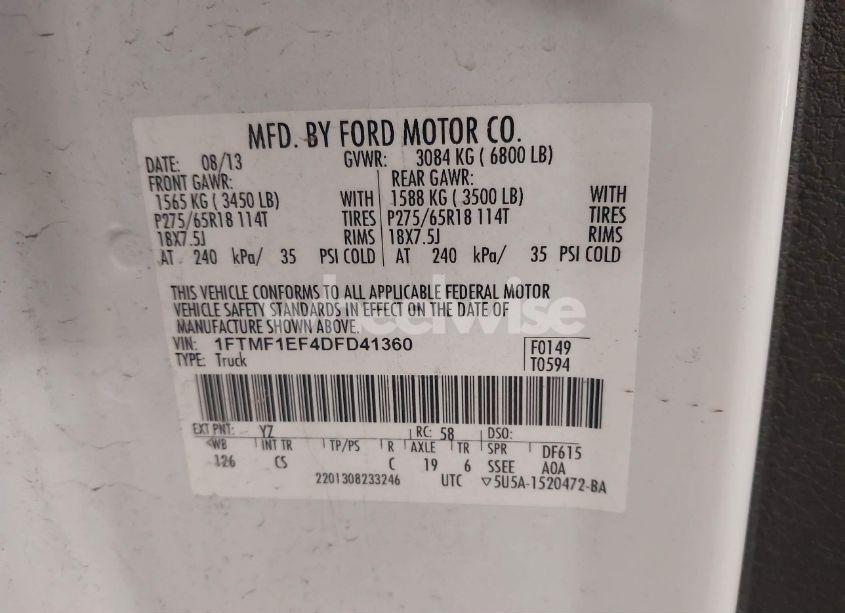 MFD. BY FORD MOTOR CO.
DATE: 08/13 GVWR: 3084 KG ( 6800 LB)
FRONT GAWR: REAR GAWR:
1565 KG ( 3450 LB) WITH 1588 KG ( 3500 LB) WITH
P275/65R18 114T TIRES P275/65R18 114T TIRES
18X7.5J RIMS 18X7.5J RIMS
AT 240 kPa/ 35 PSI COLD AT 240 kPa/ 35 PSI COLD
THIS VEHICLE CONFORMS TO ALL APPLICABLE FEDERAL MOTOR
VEHICLE SAFETY STANDARDS IN EFFECT ON THE DATE OF
MANUFACTURE SHOWN ABOVE.
VIN: 1FTMF1EF4DFD41360 F0149
TYPE: Truck T0594
EXT PNT: YZ RC: 58 DSO:
WB INT TR TP/PS R AXLE TR SPR DF615
126 CS C 19 6 SSEE A0A
2201308233246 UTC ▽5U5A-1520472-BA